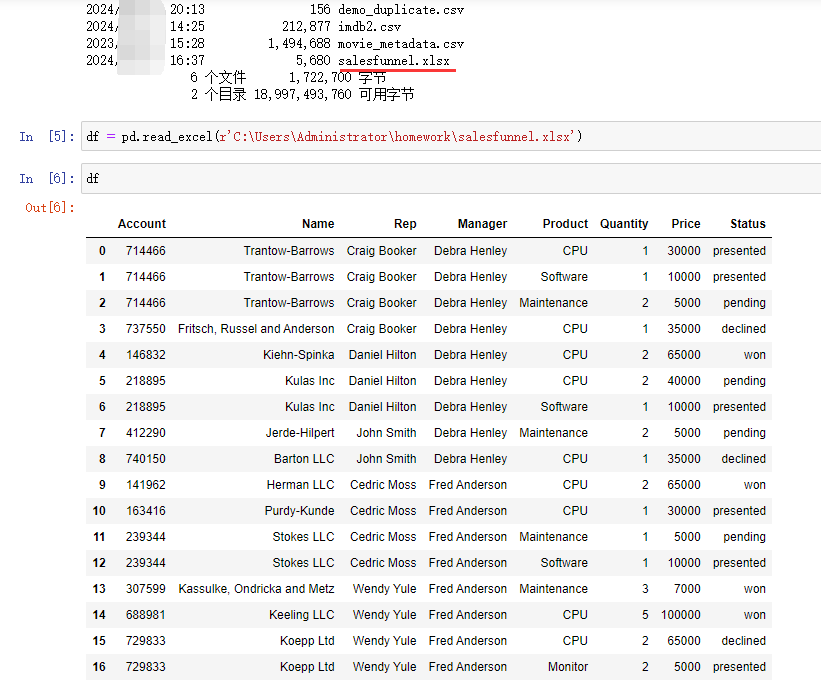 2024/ 20:13 156 demo_duplicate.csv
2024/ 14:25 212,877 imdb2.csv
2023, 15:28 1,494,688 movie_metadata.csv
2024, 16:37 5,680 salesfunnel.xlsx
6 个文件 1,722,700 字节
2 个目录 18,997,493,760 可用字节
In [5]: df = pd.read_excel(r'C:\Users\Administrator\homework\salesfunnel.xlsx')
In [6]: df
Out[6]:
Account Name Rep Manager Product Quantity Price Status
0 714466 Trantow-Barrows Craig Booker Debra Henley CPU 1 30000 presented
1 714466 Trantow-Barrows Craig Booker Debra Henley Software 1 10000 presented
2 714466 Trantow-Barrows Craig Booker Debra Henley Maintenance 2 5000 pending
3 737550 Fritsch, Russel and Anderson Craig Booker Debra Henley CPU 1 35000 declined
4 146832 Kiehn-Spinka Daniel Hilton Debra Henley CPU 2 65000 won
5 218895 Kulas Inc Daniel Hilton Debra Henley CPU 2 40000 pending
6 218895 Kulas Inc Daniel Hilton Debra Henley Software 1 10000 presented
7 412290 Jerde-Hilpert John Smith Debra Henley Maintenance 2 5000 pending
8 740150 Barton LLC John Smith Debra Henley CPU 1 35000 declined
9 141962 Herman LLC Cedric Moss Fred Anderson CPU 2 65000 won
10 163416 Purdy-Kunde Cedric Moss Fred Anderson CPU 1 30000 presented
11 239344 Stokes LLC Cedric Moss Fred Anderson Maintenance 1 5000 pending
12 239344 Stokes LLC Cedric Moss Fred Anderson Software 1 10000 presented
13 307599 Kassulke, Ondricka and Metz Wendy Yule Fred Anderson Maintenance 3 7000 won
14 688981 Keeling LLC Wendy Yule Fred Anderson CPU 5 100000 won
15 729833 Koepp Ltd Wendy Yule Fred Anderson CPU 2 65000 declined
16 729833 Koepp Ltd Wendy Yule Fred Anderson Monitor 2 5000 presented